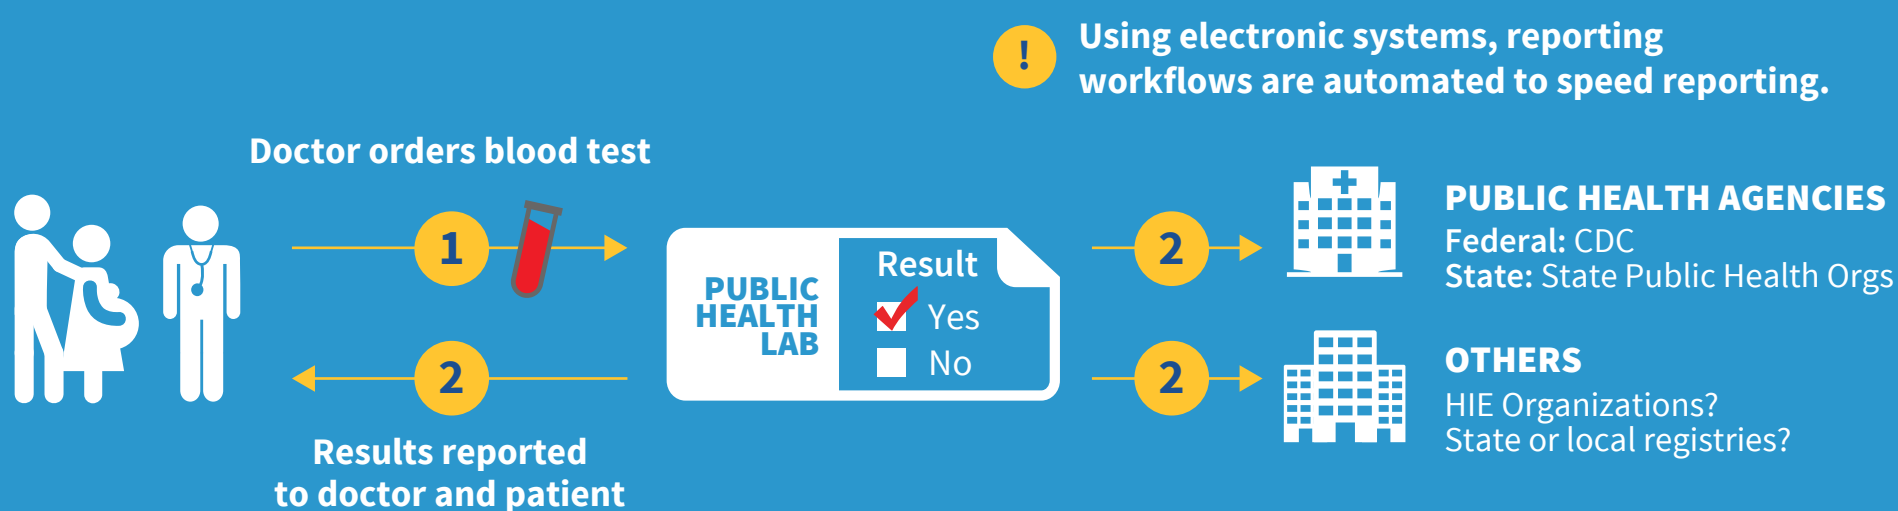 !
Using electronic systems, reporting
workflows are automated to speed reporting.
Doctor orders blood test
1
2
Results reported
to doctor and patient
PUBLIC
HEALTH
LAB
Result
Yes
No
2
PUBLIC HEALTH AGENCIES
Federal: CDC
State: State Public Health Orgs
2
OTHERS
HIE Organizations?
State or local registries?